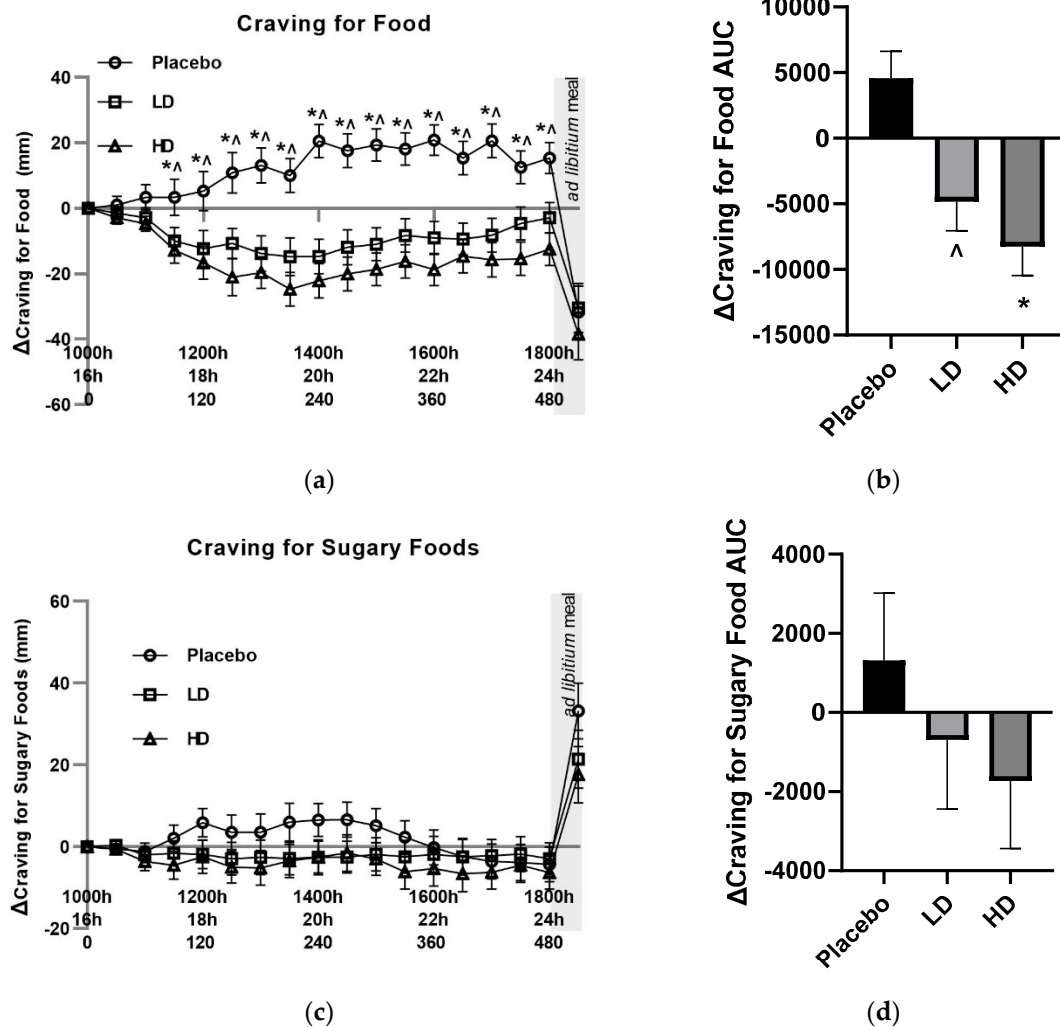 Craving for Food
Placebo
LD
HD
ΔCraving for Food (mm)
40
20
0
-20
-40
-60
*^ *^ *^ *^ *^ *^ *^ *^ *^ *^ *^ *^ *^ *^
ad libitium meal
1000h 1200h 1400h 1600h 1800h
16h 18h 20h 22h 24h
0 120 240 360 480
(a)
ΔCraving for Food AUC
10000
5000
0
-5000
-10000
-15000
^
*
Placebo
LD
HD
(b)
Craving for Sugary Foods
ΔCraving for Sugary Foods (mm)
60
40
20
0
-20
Placebo
LD
HD
ad libitium meal
1000h 1200h 1400h 1600h 1800h
16h 18h 20h 22h 24h
0 120 240 360 480
(c)
ΔCraving for Sugary Food AUC
4000
2000
0
-2000
-4000
Placebo
LD
HD
(d)